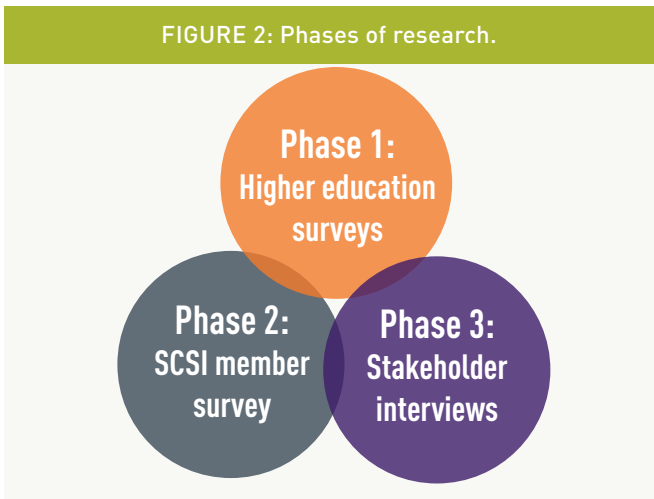 FIGURE 2: Phases of research.
Phase 1:
Higher education
surveys
Phase 2:
SCSI member
survey
Phase 3:
Stakeholder
interviews